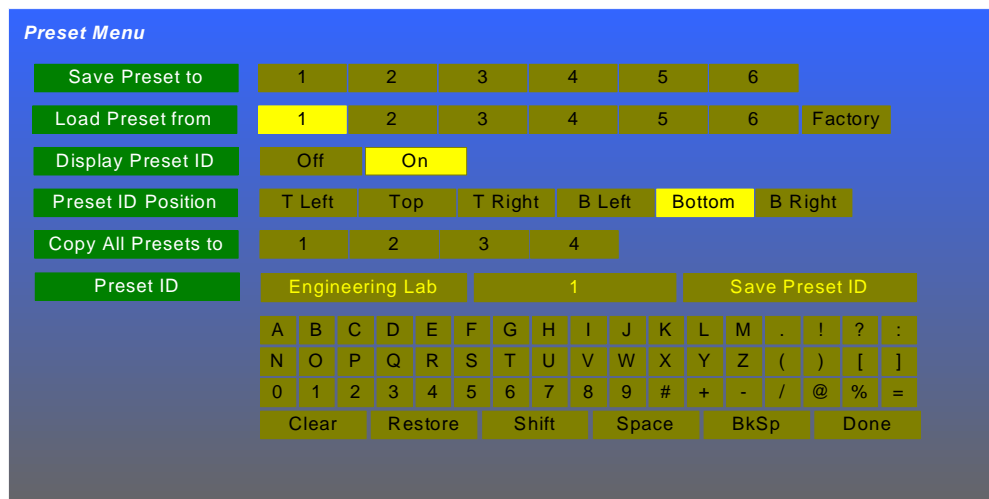 Preset Menu
Save Preset to 1 2 3 4 5 6
Load Preset from 1 2 3 4 5 6 Factory
Display Preset ID Off On
Preset ID Position T Left Top T Right B Left Bottom B Right
Copy All Presets to 1 2 3 4
Preset ID Engineering Lab 1 Save Preset ID
A B C D E F G H I J K L M . ! ? :
N O P Q R S T U V W X Y Z ( ) [ ]
0 1 2 3 4 5 6 7 8 9 # + - / @ % =
Clear Restore Shift Space BkSp Done